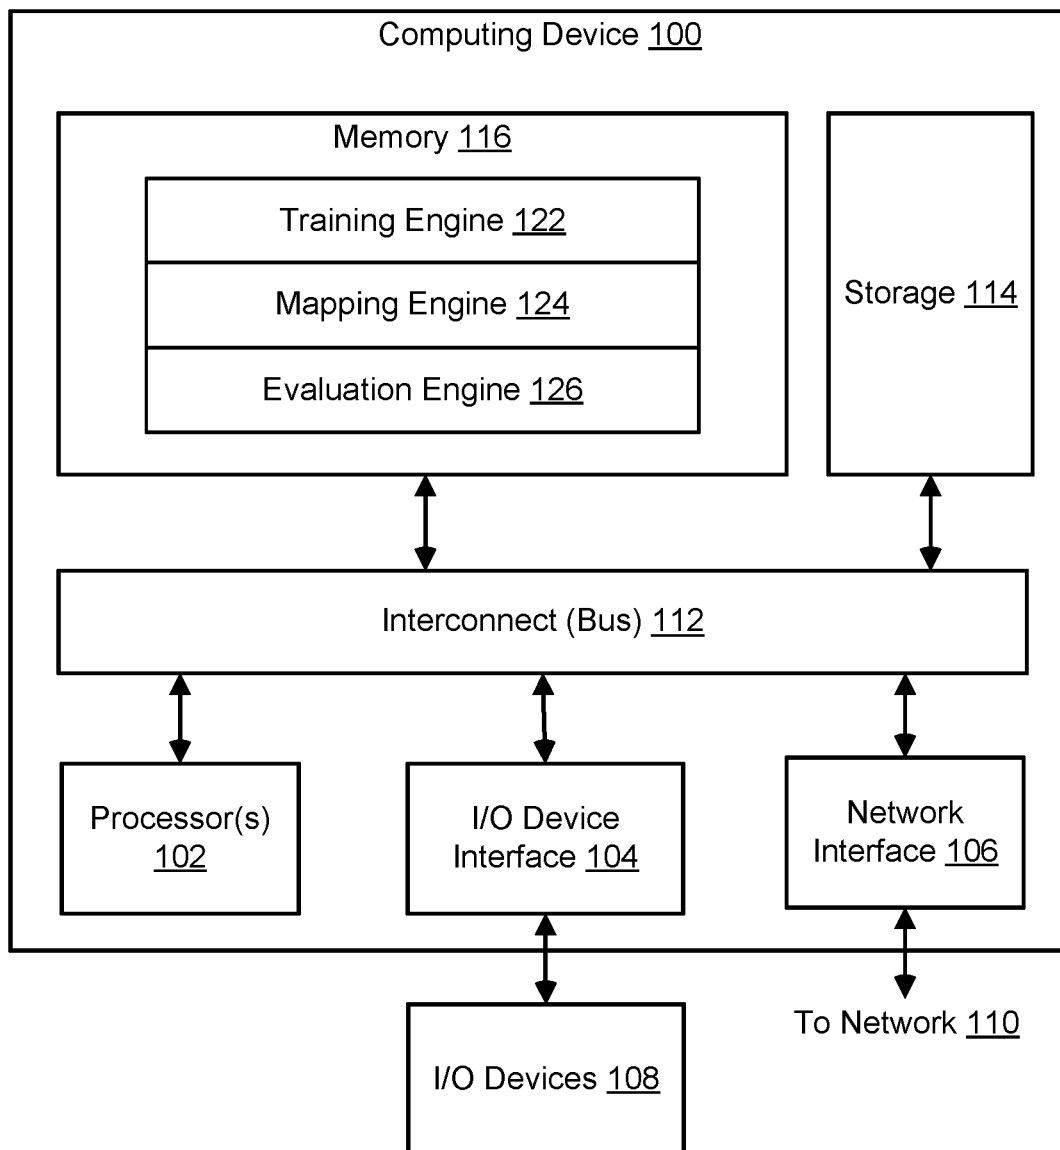 Computing Device 100
Memory 116
Training Engine 122
Mapping Engine 124
Evaluation Engine 126
Storage 114
Interconnect (Bus) 112
Processor(s)
102
I/O Device
Interface 104
Network
Interface 106
To Network 110
I/O Devices 108